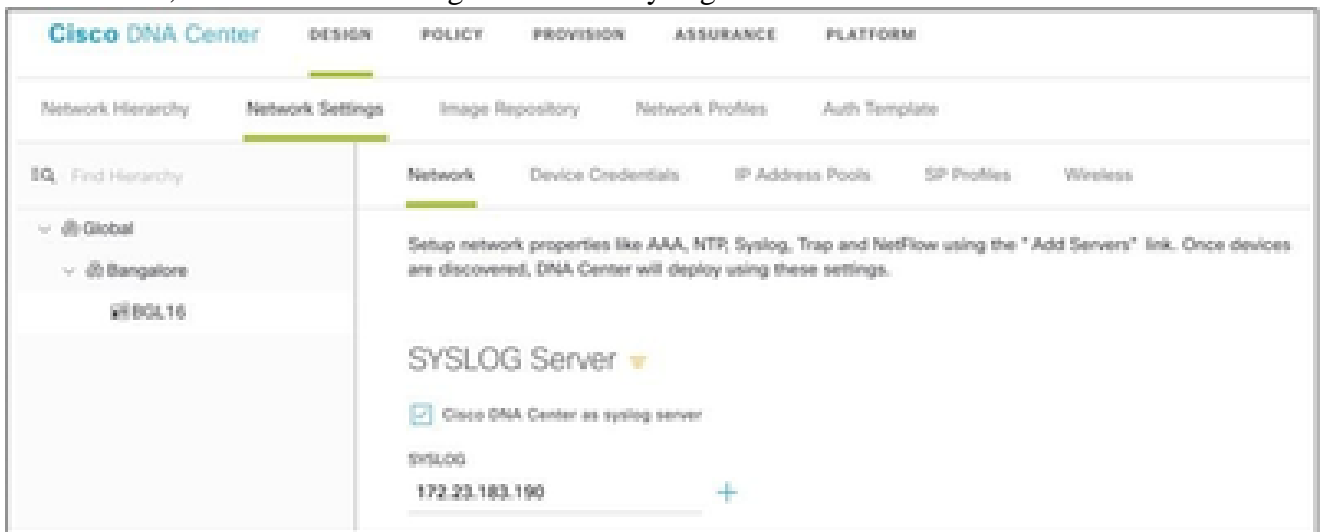 Cisco DNA Center DESIGN POLICY PROVISION ASSURANCE PLATFORM
Network Hierarchy Network Settings Image Repository Network Profiles Auth Template
Find Hierarchy
Network Device Credentials IP Address Pools SP Profiles Wireless
Global
Setup network properties like AAA, NTP, Syslog, Trap and NetFlow using the "Add Servers" link. Once devices
are discovered, DNA Center will deploy using these settings.
Bangalore
BGL16
SYSLOG Server
Cisco DNA Center as syslog server
SYSLOG
172.23.183.190